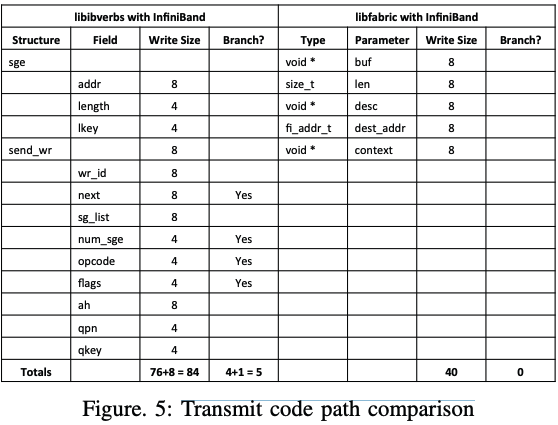 libibverbs with InfiniBand libfabric with InfiniBand
Structure Field Write Size Branch? Type Parameter Write Size Branch?
sge void * buf 8
addr 8 size_t len 8
length 4 void * desc 8
lkey 4 fi_addr_t dest_addr 8
send_wr 8 void * context 8
wr_id 8
next 8 Yes
sg_list 8
num_sge 4 Yes
opcode 4 Yes
flags 4 Yes
ah 8
qpn 4
qkey 4
Totals 76+8 = 84 4+1 = 5 40 0
Figure. 5: Transmit code path comparison